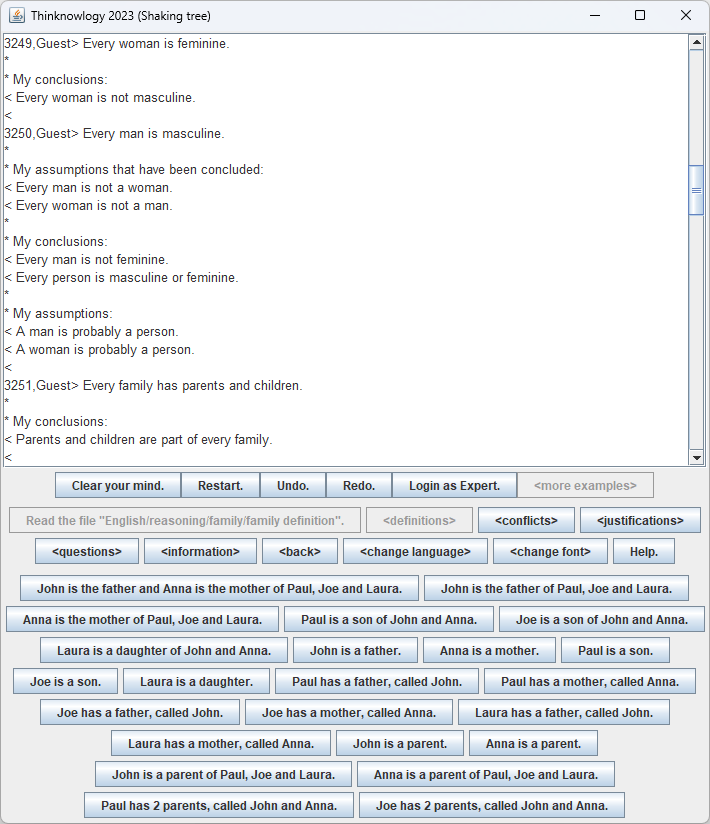 Thinknowlogy 2023 (Shaking tree)
3249,Guest> Every woman is feminine.
*
* My conclusions:
< Every woman is not masculine.
<
3250,Guest> Every man is masculine.
*
* My assumptions that have been concluded:
< Every man is not a woman.
< Every woman is not a man.
*
* My conclusions:
< Every man is not feminine.
< Every person is masculine or feminine.
*
* My assumptions:
< A man is probably a person.
< A woman is probably a person.
<
3251,Guest> Every family has parents and children.
*
* My conclusions:
< Parents and children are part of every family.
<
Clear your mind. Restart. Undo. Redo. Login as Expert. <more examples>
Read the file "English/reasoning/family/family definition". <definitions> <conflicts> <justifications>
<questions> <information> <back> <change language> <change font> Help.
John is the father and Anna is the mother of Paul, Joe and Laura. John is the father of Paul, Joe and Laura.
Anna is the mother of Paul, Joe and Laura. Paul is a son of John and Anna. Joe is a son of John and Anna.
Laura is a daughter of John and Anna. John is a father. Anna is a mother. Paul is a son.
Joe is a son. Laura is a daughter. Paul has a father, called John. Paul has a mother, called Anna.
Joe has a father, called John. Joe has a mother, called Anna. Laura has a father, called John.
Laura has a mother, called Anna. John is a parent. Anna is a parent.
John is a parent of Paul, Joe and Laura. Anna is a parent of Paul, Joe and Laura.
Paul has 2 parents, called John and Anna. Joe has 2 parents, called John and Anna.